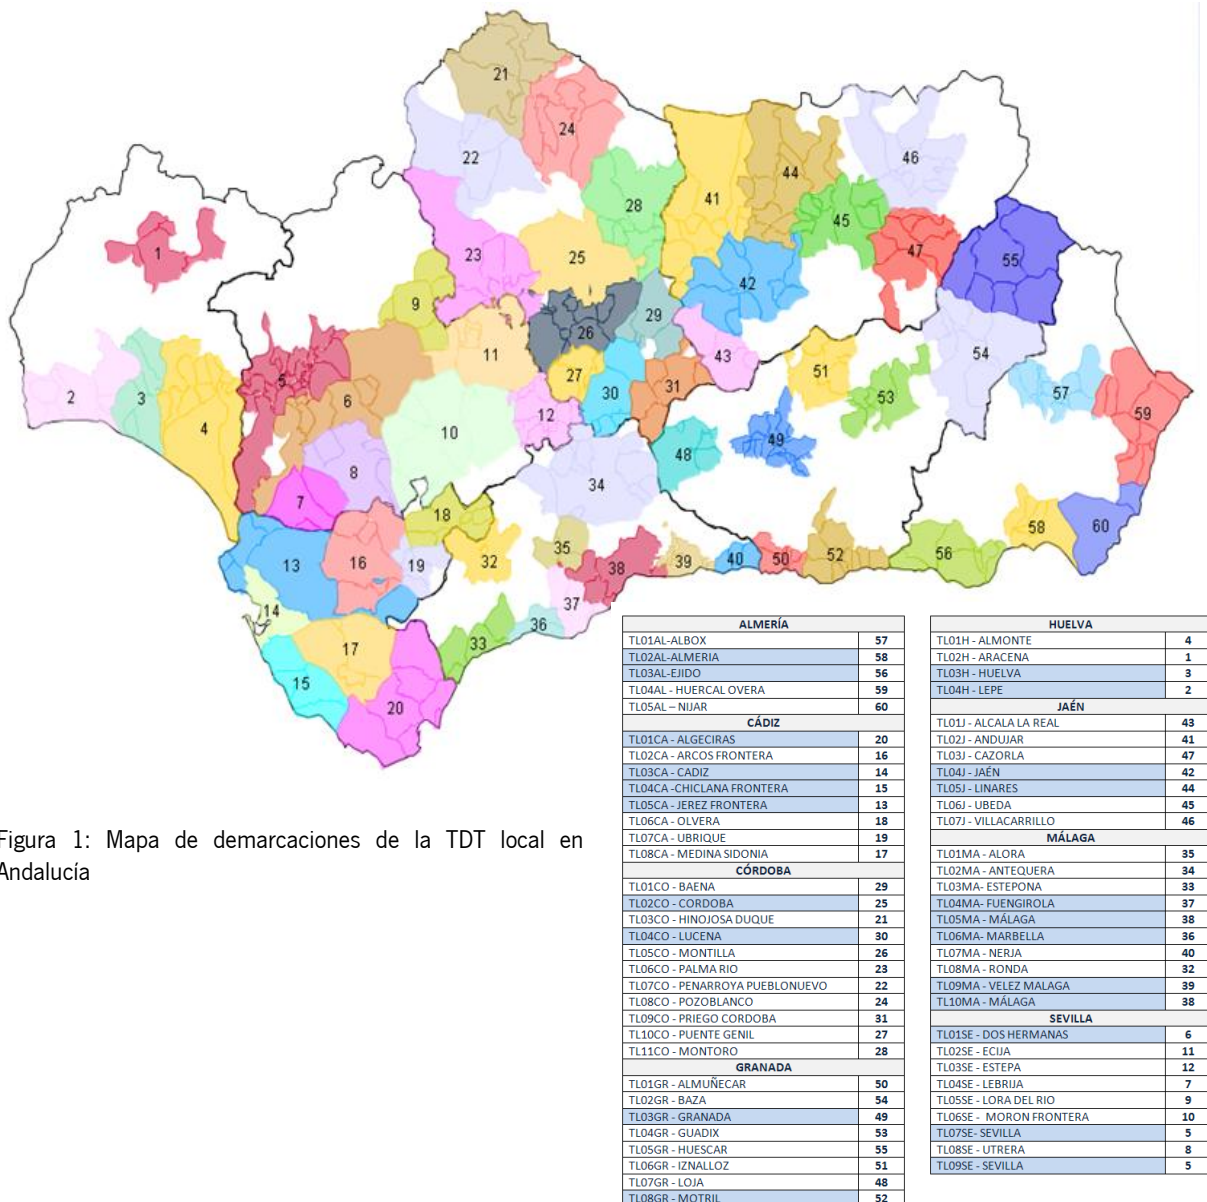 21
24
22
46
44
41
28
45
1
23
25
47
55
42
9
29
26
11
43
54
51
27
5
30
31
57
2
3
6
53
59
12
4
10
49
48
8
34
7
18
58
60
35
32
56
13
16
19
38
39
40
50
52
14
37
36
17
33
15
20
Figura 1: Mapa de demarcaciones de la TDT local en
Andalucía
ALMERÍA
TL01AL-ALBOX 57
TL02AL-ALMERIA 58
TL03AL-EJIDO 56
TL04AL - HUERCAL OVERA 59
TL05AL – NIJAR 60
CÁDIZ
TL01CA - ALGECIRAS 20
TL02CA - ARCOS FRONTERA 16
TL03CA - CADIZ 14
TL04CA -CHICLANA FRONTERA 15
TL05CA - JEREZ FRONTERA 13
TL06CA - OLVERA 18
TL07CA - UBRIQUE 19
TL08CA - MEDINA SIDONIA 17
CÓRDOBA
TL01CO - BAENA 29
TL02CO - CORDOBA 25
TL03CO - HINOJOSA DUQUE 21
TL04CO - LUCENA 30
TL05CO - MONTILLA 26
TL06CO - PALMA RIO 23
TL07CO - PENARROYA PUEBLONUEVO 22
TL08CO - POZOBLANCO 24
TL09CO - PRIEGO CORDOBA 31
TL10CO - PUENTE GENIL 27
TL11CO - MONTORO 28
GRANADA
TL01GR - ALMUÑECAR 50
TL02GR - BAZA 54
TL03GR - GRANADA 49
TL04GR - GUADIX 53
TL05GR - HUESCAR 55
TL06GR - IZNALLOZ 51
TL07GR - LOJA 48
TL08GR - MOTRIL 52
HUELVA
TL01H - ALMONTE 4
TL02H - ARACENA 1
TL03H - HUELVA 3
TL04H - LEPE 2
JAÉN
TL01J - ALCALA LA REAL 43
TL02J - ANDUJAR 41
TL03J - CAZORLA 47
TL04J - JAÉN 42
TL05J - LINARES 44
TL06J - UBEDA 45
TL07J - VILLACARRILLO 46
MÁLAGA
TL01MA - ALORA 35
TL02MA - ANTEQUERA 34
TL03MA- ESTEPONA 33
TL04MA- FUENGIROLA 37
TL05MA - MÁLAGA 38
TL06MA- MARBELLA 36
TL07MA - NERJA 40
TL08MA - RONDA 32
TL09MA - VELEZ MALAGA 39
TL10MA - MÁLAGA 38
SEVILLA
TL01SE - DOS HERMANAS 6
TL02SE - ECIJA 11
TL03SE - ESTEPA 12
TL04SE - LEBRIJA 7
TL05SE - LORA DEL RIO 9
TL06SE - MORON FRONTERA 10
TL07SE- SEVILLA 5
TL08SE - UTRERA 8
TL09SE - SEVILLA 5